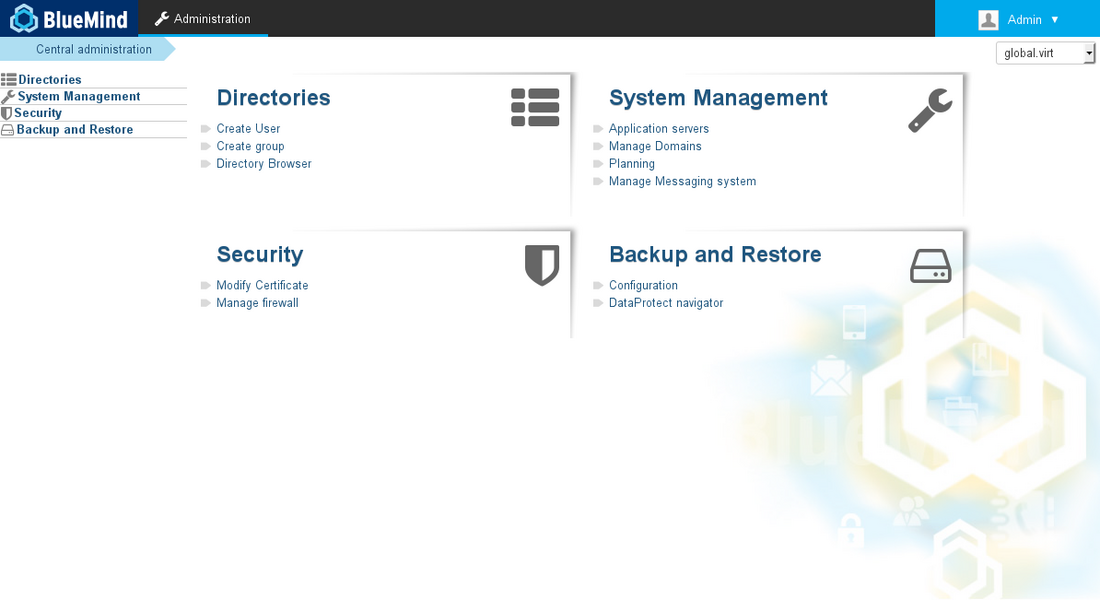 BlueMind
Administration
Admin ▼
Central administration
global.virt
Directories
System Management
Security
Backup and Restore
Directories
Create User
Create group
Directory Browser
System Management
Application servers
Manage Domains
Planning
Manage Messaging system
Security
Modify Certificate
Manage firewall
Backup and Restore
Configuration
DataProtect navigator
BlueMind